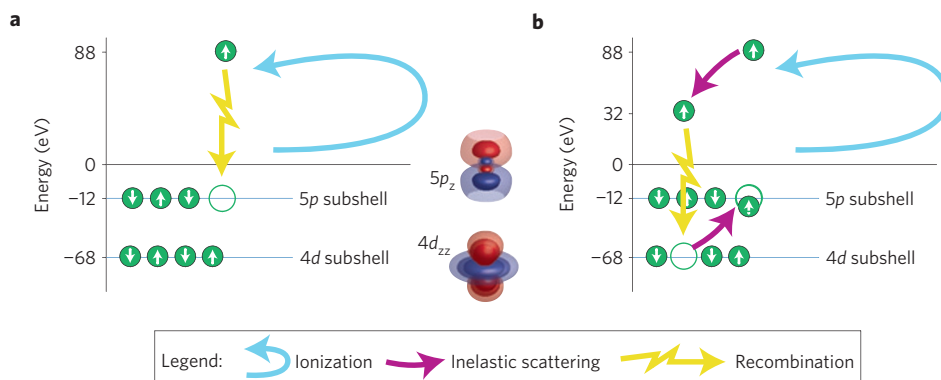 a
Energy (eV)
88
0
−12
−68
5p subshell
4d subshell
5pz
4dzz
b
Energy (eV)
88
32
0
−12
−68
5p subshell
4d subshell
Legend: Ionization Inelastic scattering Recombination